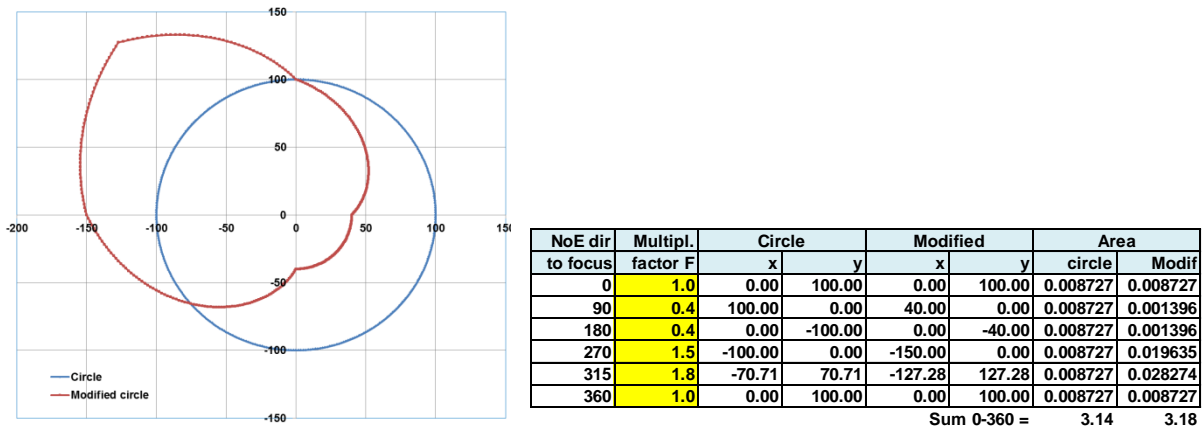 150
100
50
0
-200 -150 -100 -50 0 50 100 150
-50
-100
-150
Circle
Modified circle
NoE dir Multipl. Circle Modified Area
to focus factor F x y x y circle Modif
0 1.0 0.00 100.00 0.00 100.00 0.008727 0.008727
90 0.4 100.00 0.00 40.00 0.00 0.008727 0.001396
180 0.4 0.00 -100.00 0.00 -40.00 0.008727 0.001396
270 1.5 -100.00 0.00 -150.00 0.00 0.008727 0.019635
315 1.8 -70.71 70.71 -127.28 127.28 0.008727 0.028274
360 1.0 0.00 100.00 0.00 100.00 0.008727 0.008727
Sum 0-360 = 3.14 3.18